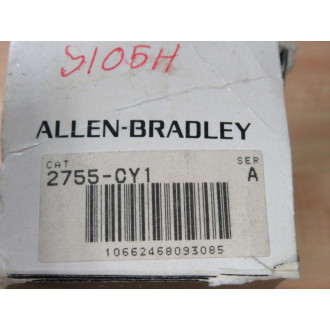 S105H
ALLEN-BRADLEY
CAT SER
2755-CY1 A
10662468093085